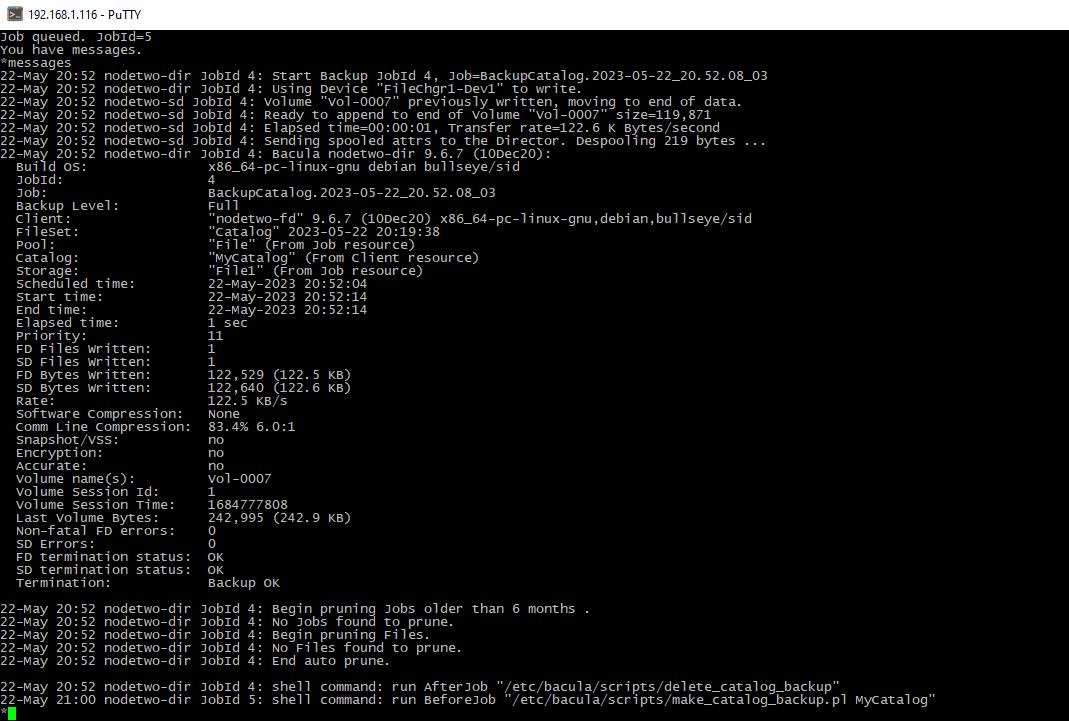 192.168.1.116 - PuTTY
Job queued. JobId=5
You have messages.
*messages
22-May 20:52 nodetwo-dir JobId 4: Start Backup JobId 4, Job=BackupCatalog.2023-05-22_20.52.08_03
22-May 20:52 nodetwo-dir JobId 4: Using Device "FileChgr1-Dev1" to write.
22-May 20:52 nodetwo-sd JobId 4: Volume "Vol-0007" previously written, moving to end of data.
22-May 20:52 nodetwo-sd JobId 4: Ready to append to end of Volume "Vol-0007" size=119,871
22-May 20:52 nodetwo-sd JobId 4: Elapsed time=00:00:01, Transfer rate=122.6 K Bytes/second
22-May 20:52 nodetwo-sd JobId 4: Sending spooled attrs to the Director. Despooling 219 bytes ...
22-May 20:52 nodetwo-dir JobId 4: Bacula nodetwo-dir 9.6.7 (10Dec20):
  Build OS:               x86_64-pc-linux-gnu debian bullseye/sid
  JobId:                  4
  Job:                    BackupCatalog.2023-05-22_20.52.08_03
  Backup Level:           Full
  Client:                 "nodetwo-fd" 9.6.7 (10Dec20) x86_64-pc-linux-gnu,debian,bullseye/sid
  FileSet:                "Catalog" 2023-05-22 20:19:38
  Pool:                   "File" (From Job resource)
  Catalog:                "MyCatalog" (From Client resource)
  Storage:                "File1" (From Job resource)
  Scheduled time:         22-May-2023 20:52:04
  Start time:             22-May-2023 20:52:14
  End time:               22-May-2023 20:52:14
  Elapsed time:           1 sec
  Priority:               11
  FD Files Written:       1
  SD Files Written:       1
  FD Bytes Written:       122,529 (122.5 KB)
  SD Bytes Written:       122,640 (122.6 KB)
  Rate:                   122.5 KB/s
  Software Compression:   None
  Comm Line Compression:  83.4% 6.0:1
  Snapshot/VSS:           no
  Encryption:             no
  Accurate:               no
  Volume name(s):         Vol-0007
  Volume Session Id:      1
  Volume Session Time:    1684777808
  Last Volume Bytes:      242,995 (242.9 KB)
  Non-fatal FD errors:    0
  SD Errors:              0
  FD termination status:  OK
  SD termination status:  OK
  Termination:            Backup OK
22-May 20:52 nodetwo-dir JobId 4: Begin pruning Jobs older than 6 months .
22-May 20:52 nodetwo-dir JobId 4: No Jobs found to prune.
22-May 20:52 nodetwo-dir JobId 4: Begin pruning Files.
22-May 20:52 nodetwo-dir JobId 4: No Files found to prune.
22-May 20:52 nodetwo-dir JobId 4: End auto prune.
22-May 20:52 nodetwo-dir JobId 4: shell command: run AfterJob "/etc/bacula/scripts/delete_catalog_backup"
22-May 21:00 nodetwo-dir JobId 5: shell command: run BeforeJob "/etc/bacula/scripts/make_catalog_backup.pl MyCatalog"
*